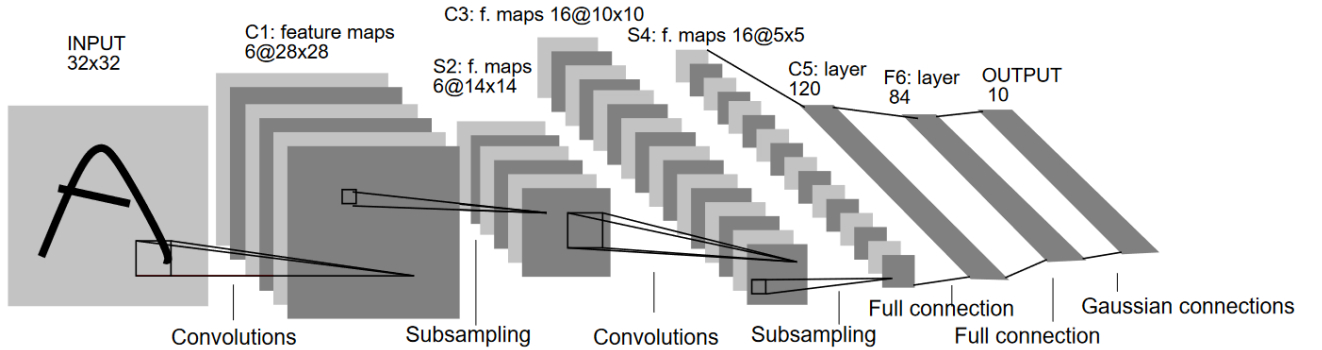 INPUT
32x32
C1: feature maps
6@28x28
S2: f. maps
6@14x14
C3: f. maps 16@10x10
S4: f. maps 16@5x5
C5: layer
120
F6: layer
84
OUTPUT
10
Convolutions
Subsampling
Convolutions
Subsampling
Full connection
Full connection
Gaussian connections